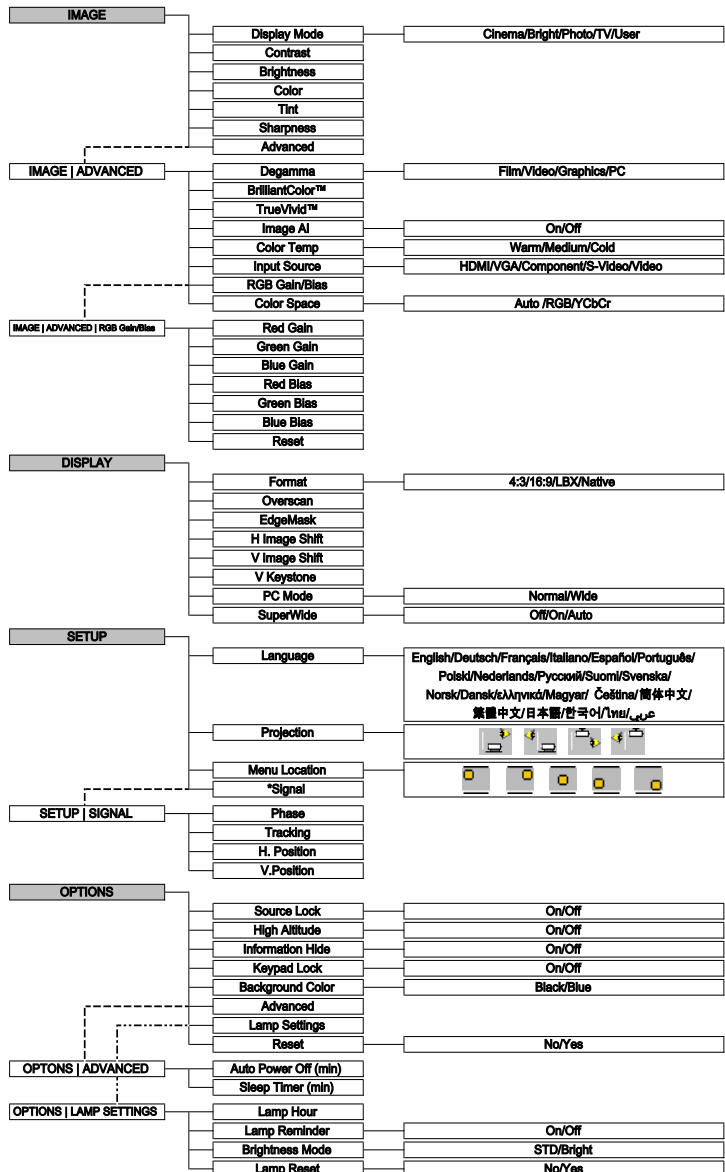 IMAGE
Display Mode Cinema/Bright/Photo/TV/User
Contrast
Brightness
Color
Tint
Sharpness
Advanced
IMAGE | ADVANCED Degamma Film/Video/Graphics/PC
BrilliantColor™
TrueVivid™
Image AI On/Off
Color Temp Warm/Medium/Cold
Input Source HDMI/VGA/Component/S-Video/Video
RGB Gain/Bias
Color Space Auto /RGB/YCbCr
IMAGE | ADVANCED | RGB Gain/Bias Red Gain
Green Gain
Blue Gain
Red Bias
Green Bias
Blue Bias
Reset
DISPLAY
Format 4:3/16:9/LBX/Native
Overscan
EdgeMask
H Image Shift
V Image Shift
V Keystone
PC Mode Normal/Wide
SuperWide Off/On/Auto
SETUP
Language English/Deutsch/Français/Italiano/Español/Português/
Polski/Nederlands/Русский/Suomi/Svenska/
Norsk/Dansk/ελληνικά/Magyar/ Čeština/簡体中文/
繁體中文/日本語/한국어/ไทย/عربي
Projection
Menu Location
*Signal
SETUP | SIGNAL Phase
Tracking
H. Position
V.Position
OPTIONS
Source Lock On/Off
High Altitude On/Off
Information Hide On/Off
Keypad Lock On/Off
Background Color Black/Blue
Advanced
Lamp Settings
Reset No/Yes
OPTONS | ADVANCED Auto Power Off (min)
Sleep Timer (min)
OPTIONS | LAMP SETTINGS Lamp Hour
Lamp Reminder On/Off
Brightness Mode STD/Bright
Lamp Reset No/Yes